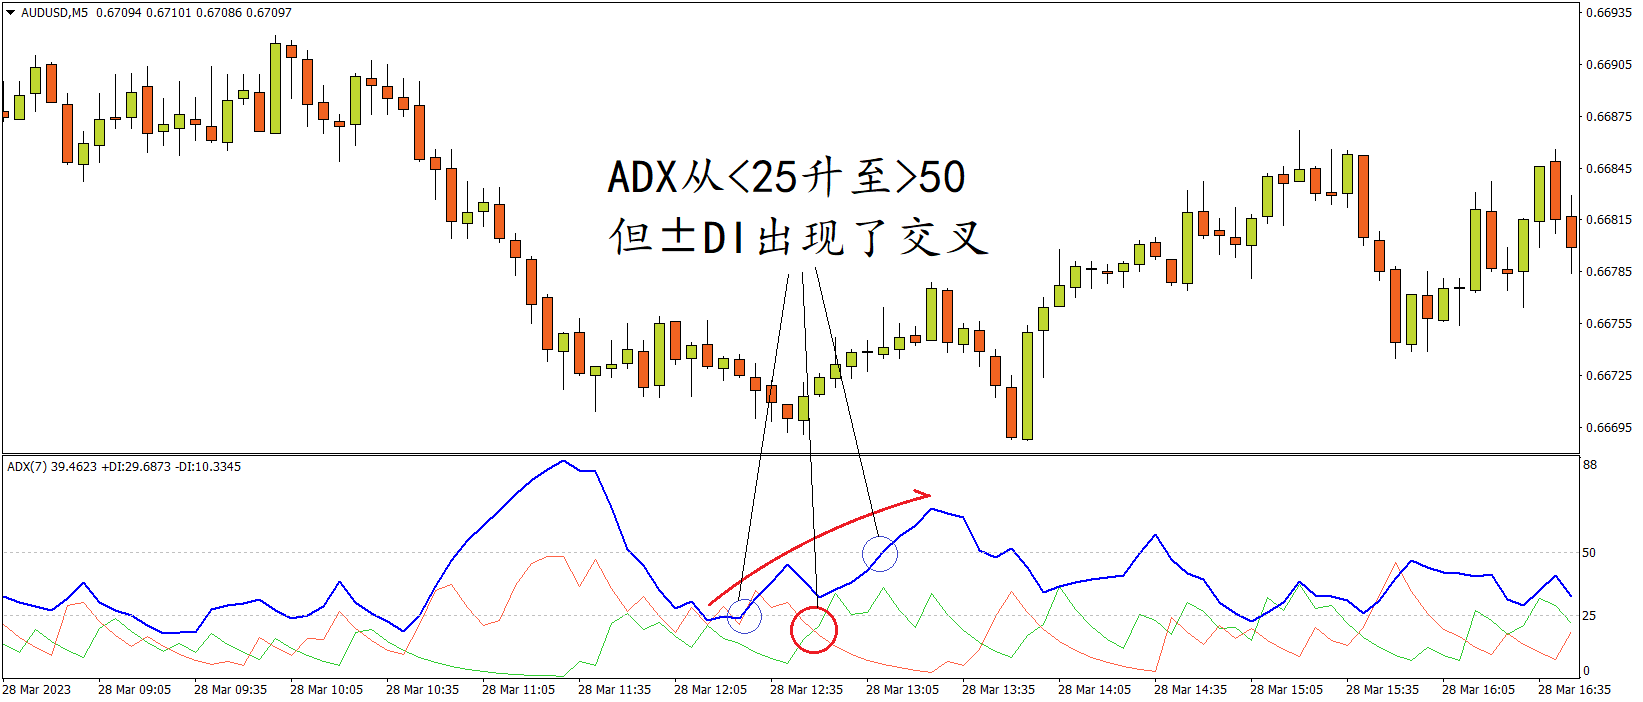 AUDUSD,M5 0.67094 0.67101 0.67086 0.67097
0.66935
0.66905
0.66875
0.66845
0.66815
0.66785
0.66755
0.66725
0.66695
ADX从<25升至>50
但±DI出现了交叉
ADX(7) 39.4623 +DI:29.6873 -DI:10.3345
88
50
25
0
28 Mar 2023 28 Mar 09:05 28 Mar 09:35 28 Mar 10:05 28 Mar 10:35 28 Mar 11:05 28 Mar 11:35 28 Mar 12:05 28 Mar 12:35 28 Mar 13:05 28 Mar 13:35 28 Mar 14:05 28 Mar 14:35 28 Mar 15:05 28 Mar 15:35 28 Mar 16:05 28 Mar 16:35